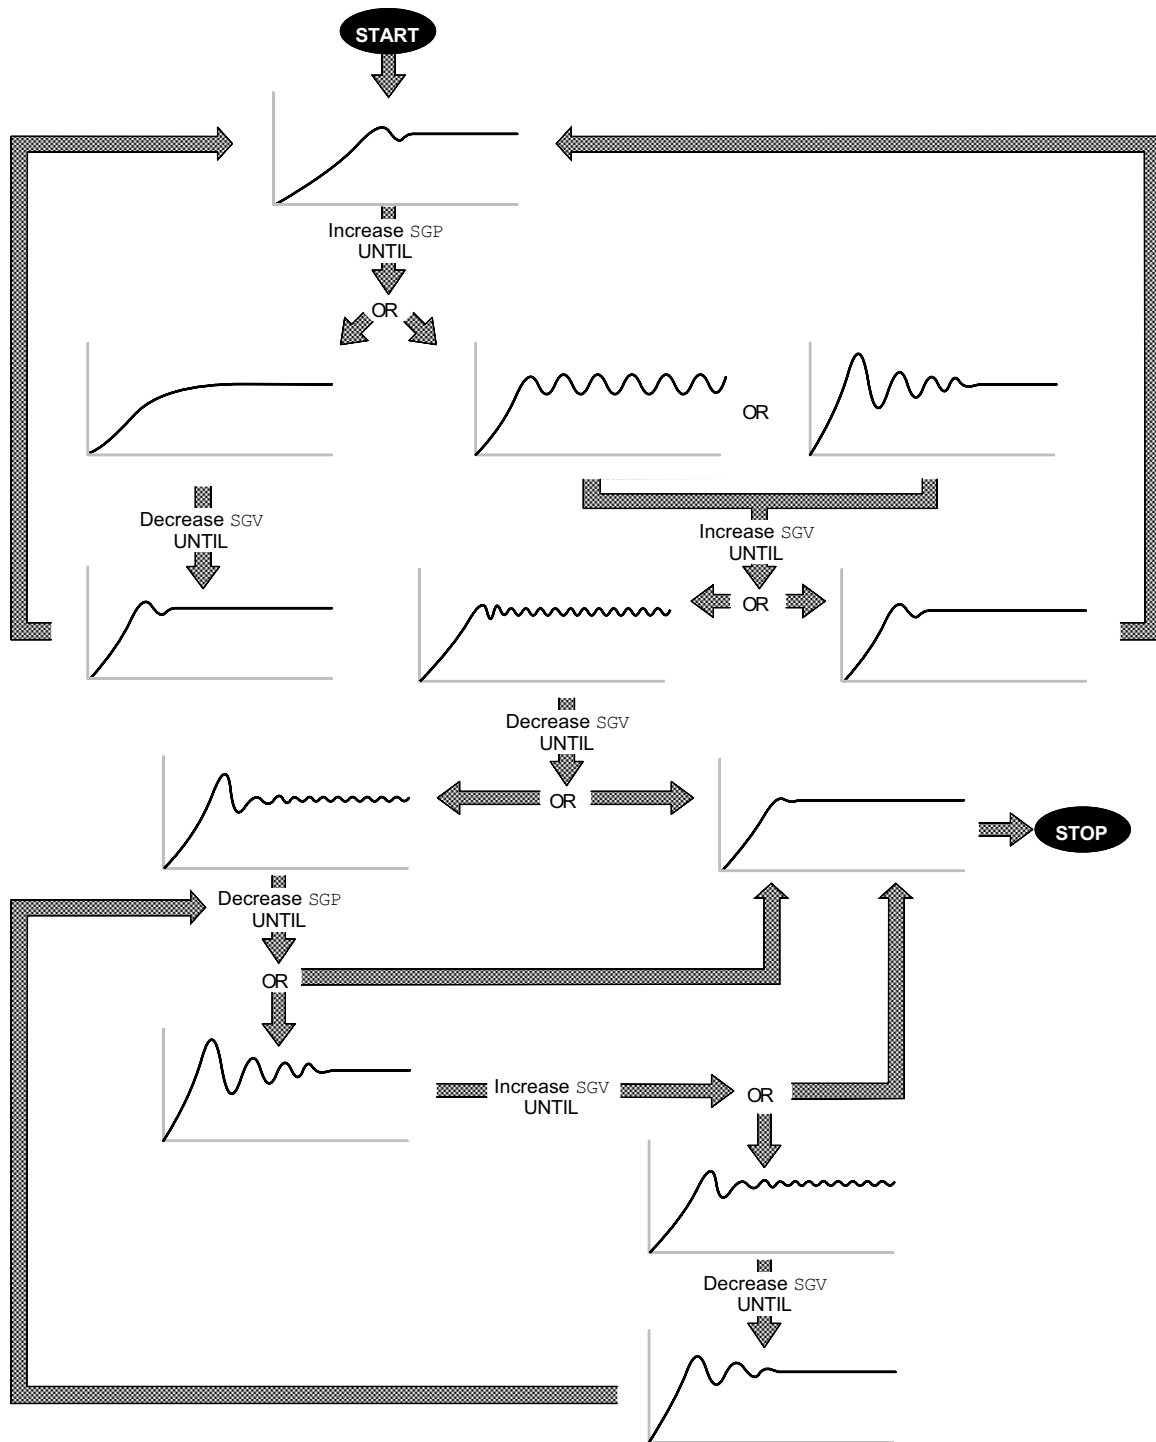 START
Increase SGP
UNTIL
OR
OR
Decrease SGV
UNTIL
Increase SGV
UNTIL
OR
Decrease SGV
UNTIL
OR
STOP
Decrease SGP
UNTIL
OR
Increase SGV
UNTIL
OR
Decrease SGV
UNTIL